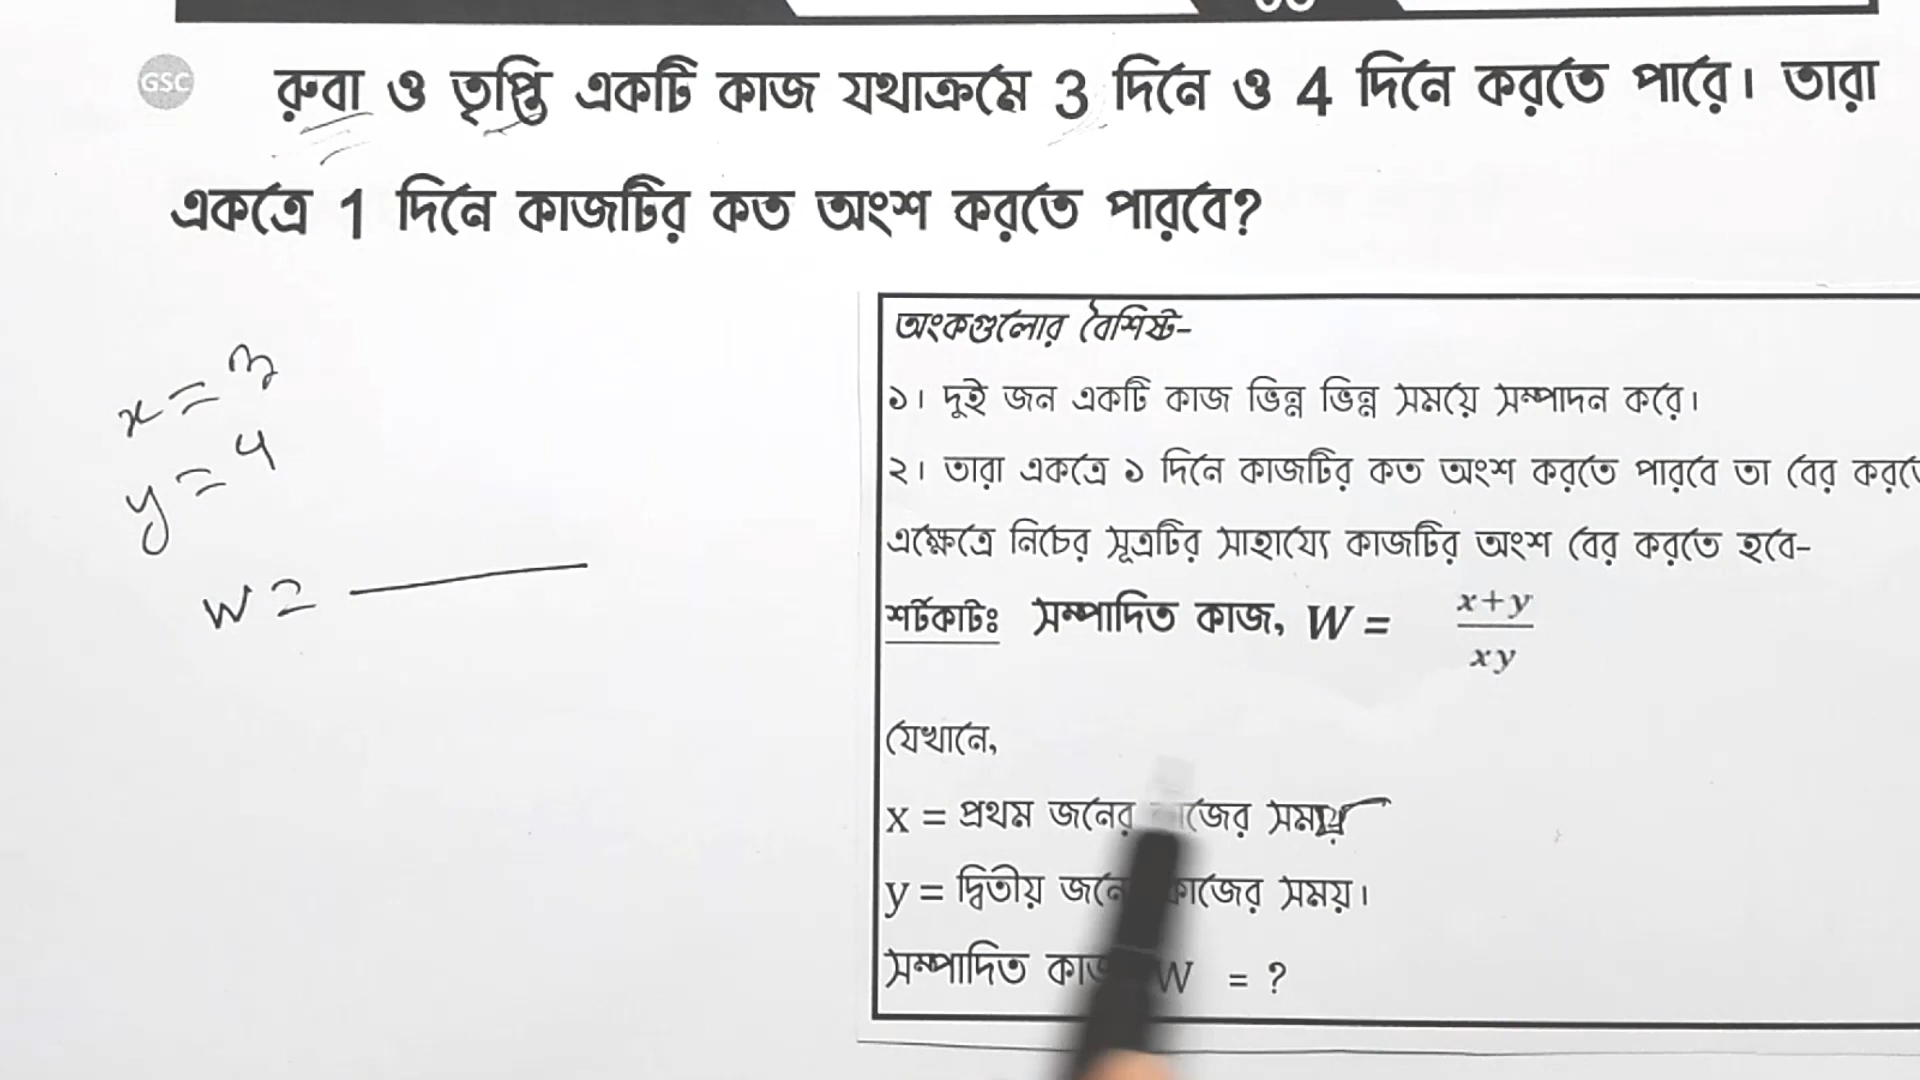 GSC
রুবা ও তৃপ্তি একটি কাজ যথাক্রমে 3 দিনে ও 4 দিনে করতে পারে। তারা
একত্রে 1 দিনে কাজটির কত অংশ করতে পারবে?
x = 3
y = 4
W =
অংকগুলোর বৈশিষ্ট-
১। দুই জন একটি কাজ ভিন্ন ভিন্ন সময়ে সম্পাদন করে।
২। তারা একত্রে ১ দিনে কাজটির কত অংশ করতে পারবে তা বের করতে
এক্ষেত্রে নিচের সূত্রটির সাহায্যে কাজটির অংশ বের করতে হবে-
শর্টকাটঃ সম্পাদিত কাজ, W = x+y
xy
যেখানে,
x = প্রথম জনের কাজের সময়
y = দ্বিতীয় জনের কাজের সময়।
সম্পাদিত কাজ W = ?